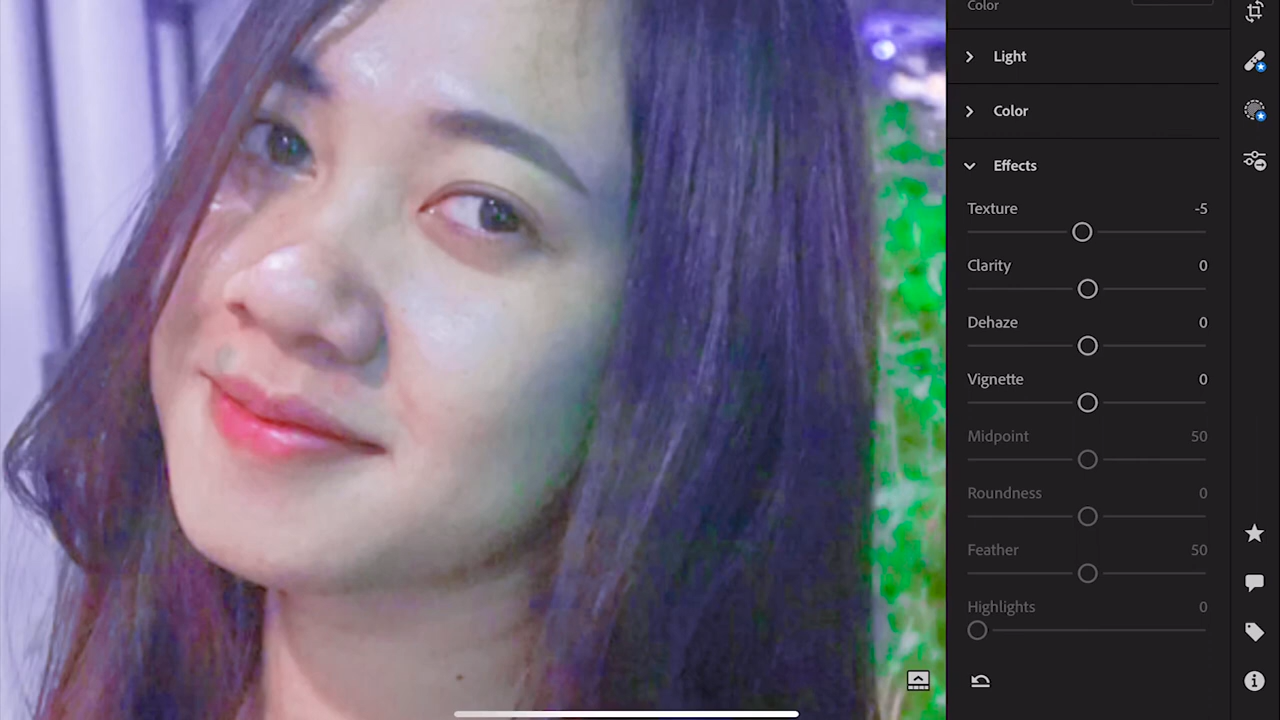 Color
Light
Color
Effects
Texture -5
Clarity 0
Dehaze 0
Vignette 0
Midpoint 50
Roundness 0
Feather 50
Highlights 0